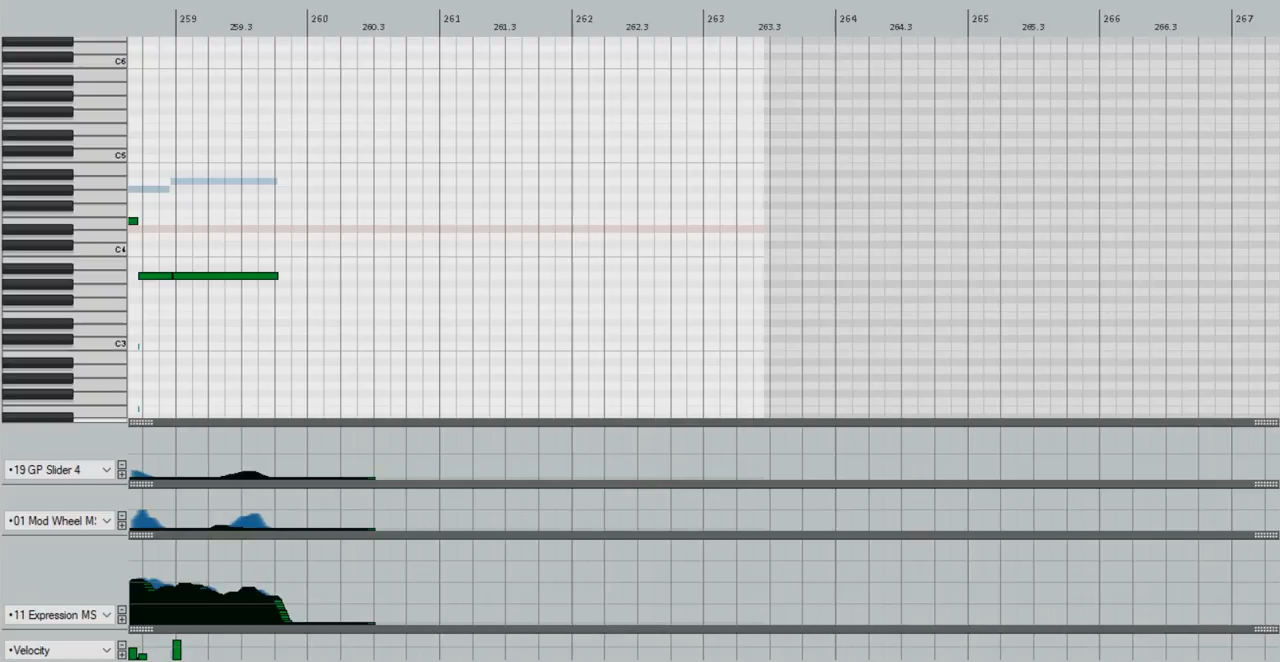 259 260 261 262 263 264 265 266 267
259.3 260.3 261.3 262.3 263.3 264.3 265.3 266.3
C6
C5
C4
C3
•19 GP Slider 4
•01 Mod Wheel M
•11 Expression MS
•Velocity